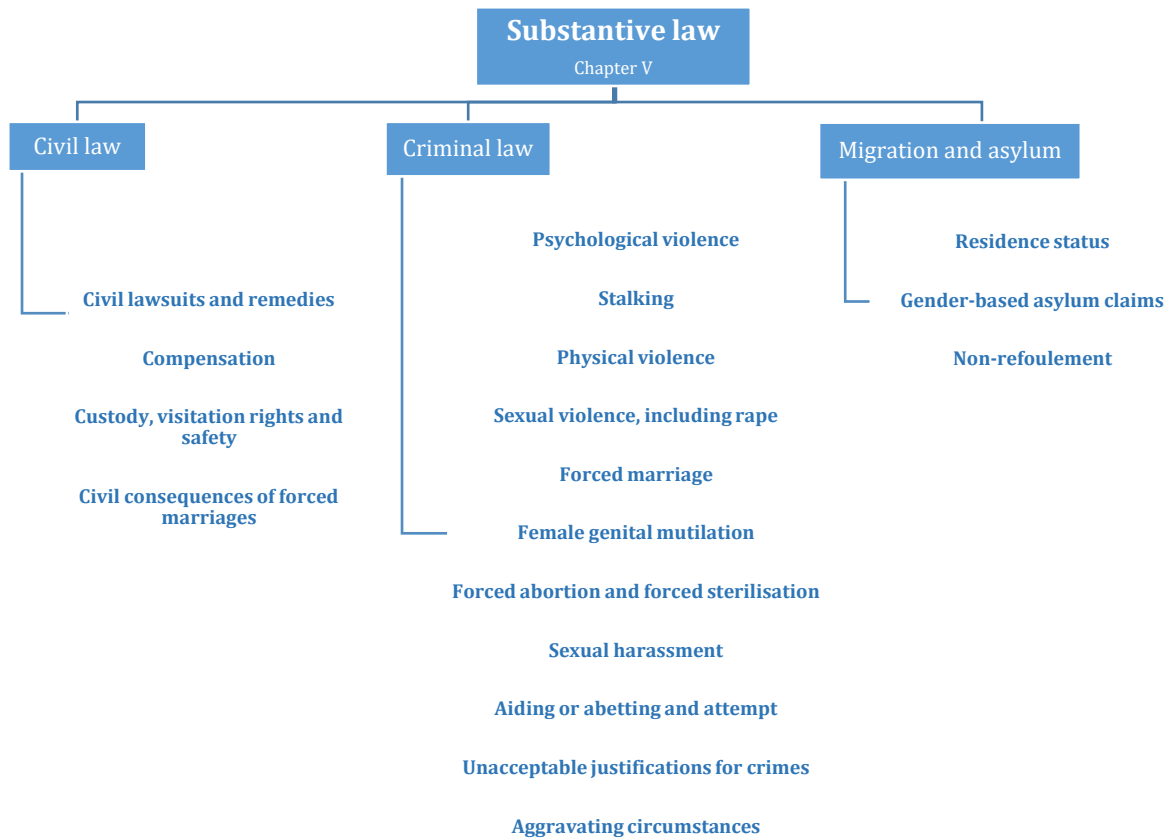 Substantive law
Chapter V
Civil law
Criminal law
Migration and asylum
Civil lawsuits and remedies
Compensation
Custody, visitation rights and
safety
Civil consequences of forced
marriages
Psychological violence
Stalking
Physical violence
Sexual violence, including rape
Forced marriage
Female genital mutilation
Forced abortion and forced sterilisation
Sexual harassment
Aiding or abetting and attempt
Unacceptable justifications for crimes
Aggravating circumstances
Residence status
Gender-based asylum claims
Non-refoulement